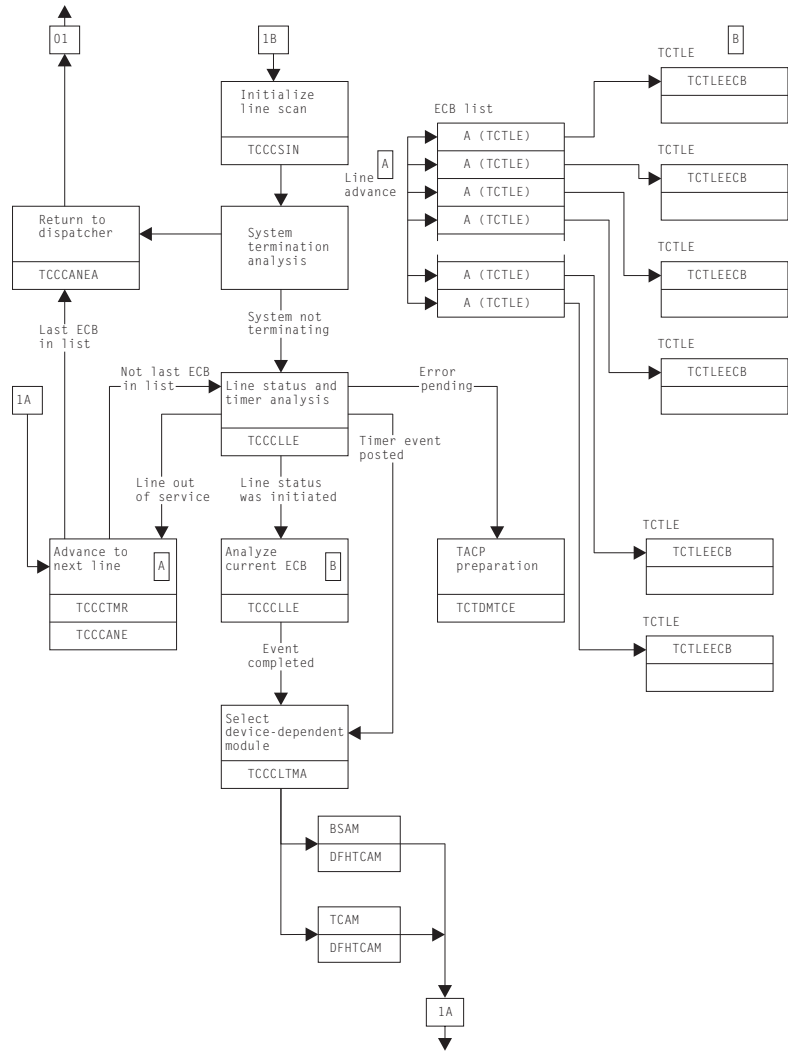 01
1B
Initialize
line scan
TCCCSIN
Return to
dispatcher
TCCCANEA
System
termination
analysis
Last ECB
in list
System not
terminating
Not last ECB
in list
Line status and
timer analysis
TCCCLLE
Error
pending
1A
Timer event
posted
Line out
of service
Line status
was initiated
Advance to
next line
A
TCCCTMR
TCCCANE
Analyze
current ECB
B
TCCCLLE
TACP
preparation
TCTDMTCE
Event
completed
Select
device-dependent
module
TCCCLTMA
BSAM
DFHTCAM
TCAM
DFHTCAM
1A
ECB list
A
Line
advance
A (TCTLE)
A (TCTLE)
A (TCTLE)
A (TCTLE)
A (TCTLE)
A (TCTLE)
B
TCTLE
TCTLEECB
TCTLE
TCTLEECB
TCTLE
TCTLEECB
TCTLE
TCTLEECB
TCTLE
TCTLEECB
TCTLE
TCTLEECB